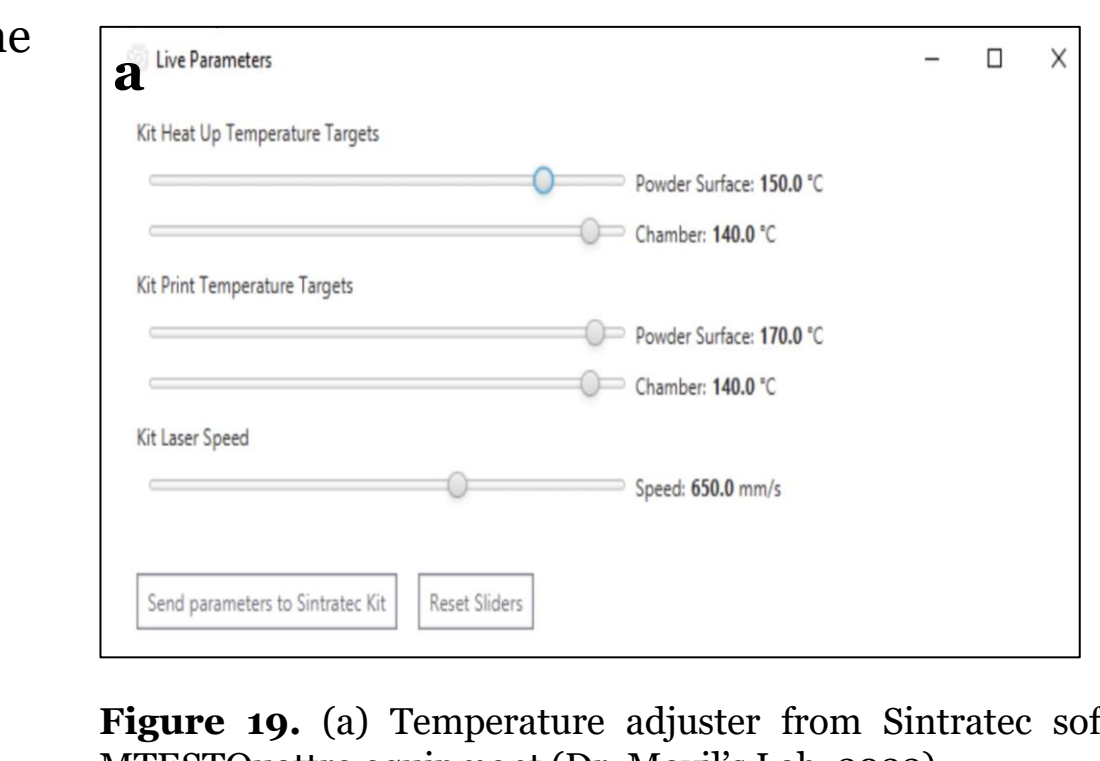 a Live Parameters
Kit Heat Up Temperature Targets
Powder Surface: 150.0 °C
Chamber: 140.0 °C
Kit Print Temperature Targets
Powder Surface: 170.0 °C
Chamber: 140.0 °C
Kit Laser Speed
Speed: 650.0 mm/s
Send parameters to Sintratec Kit Reset Sliders
Figure 19. (a) Temperature adjuster from Sintratec